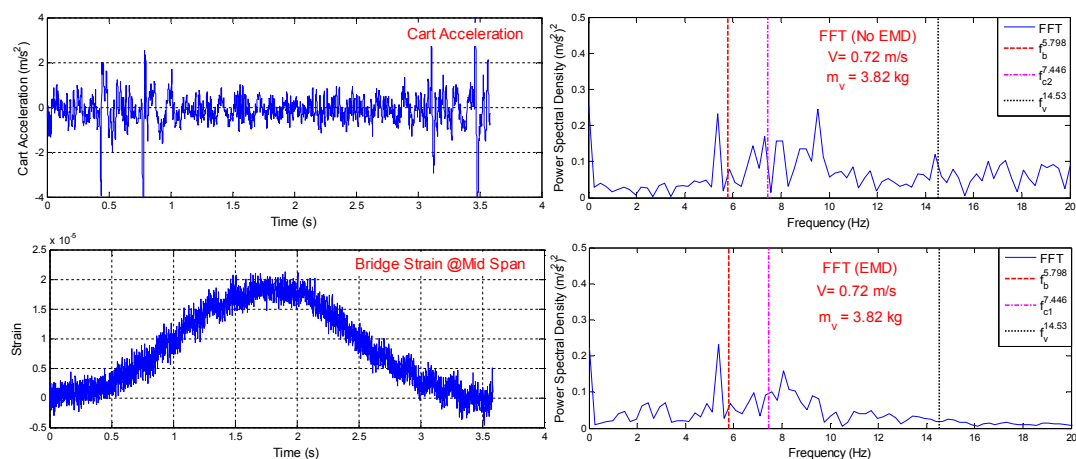 Cart Acceleration
Cart Acceleration (m/s²)
4
2
0
-2
-4
0 0.5 1 1.5 2 2.5 3 3.5 4
Time (s)
FFT (No EMD)
V= 0.72 m/s
m_v = 3.82 kg
FFT
f_b^5.798
f_c2^7.446
f_v^14.53
Power Spectral Density (m/s²)²
0.5
0.4
0.3
0.2
0.1
0
0 2 4 6 8 10 12 14 16 18 20
Frequency (Hz)
x 10^-5
Bridge Strain @Mid Span
Strain
2.5
2
1.5
1
0.5
0
-0.5
0 0.5 1 1.5 2 2.5 3 3.5 4
Time (s)
FFT (EMD)
V= 0.72 m/s
m_v = 3.82 kg
FFT
f_b^5.798
f_c1^7.446
f_v^14.53
Power Spectral Density (m/s²)²
0.5
0.4
0.3
0.2
0.1
0
0 2 4 6 8 10 12 14 16 18 20
Frequency (Hz)